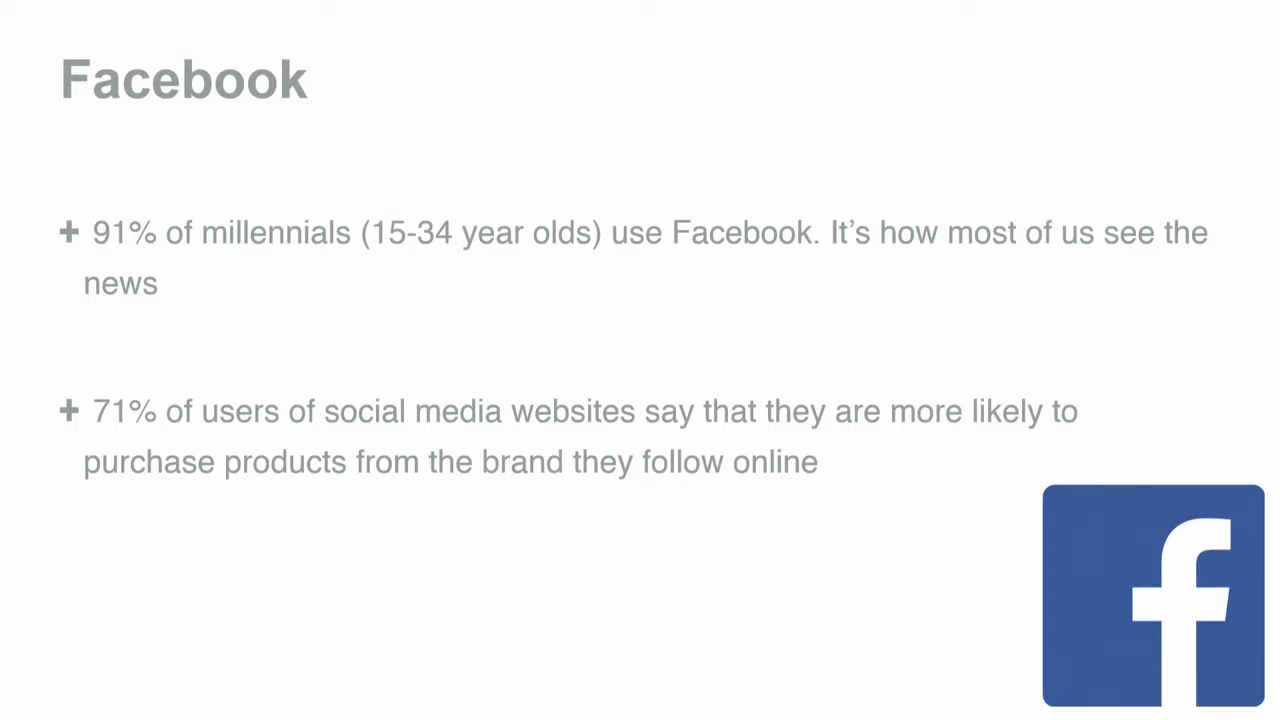 Facebook
+ 91% of millennials (15-34 year olds) use Facebook. It’s how most of us see the
news
+ 71% of users of social media websites say that they are more likely to
purchase products from the brand they follow online
f